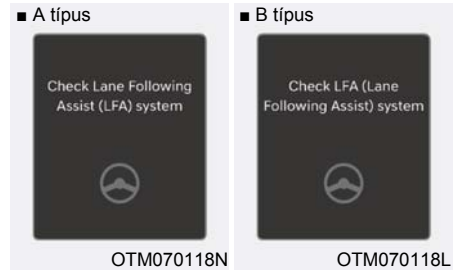 ■ A típus
Check Lane Following
Assist (LFA) system
OTM070118N
■ B típus
Check LFA (Lane
Following Assist) system
OTM070118L